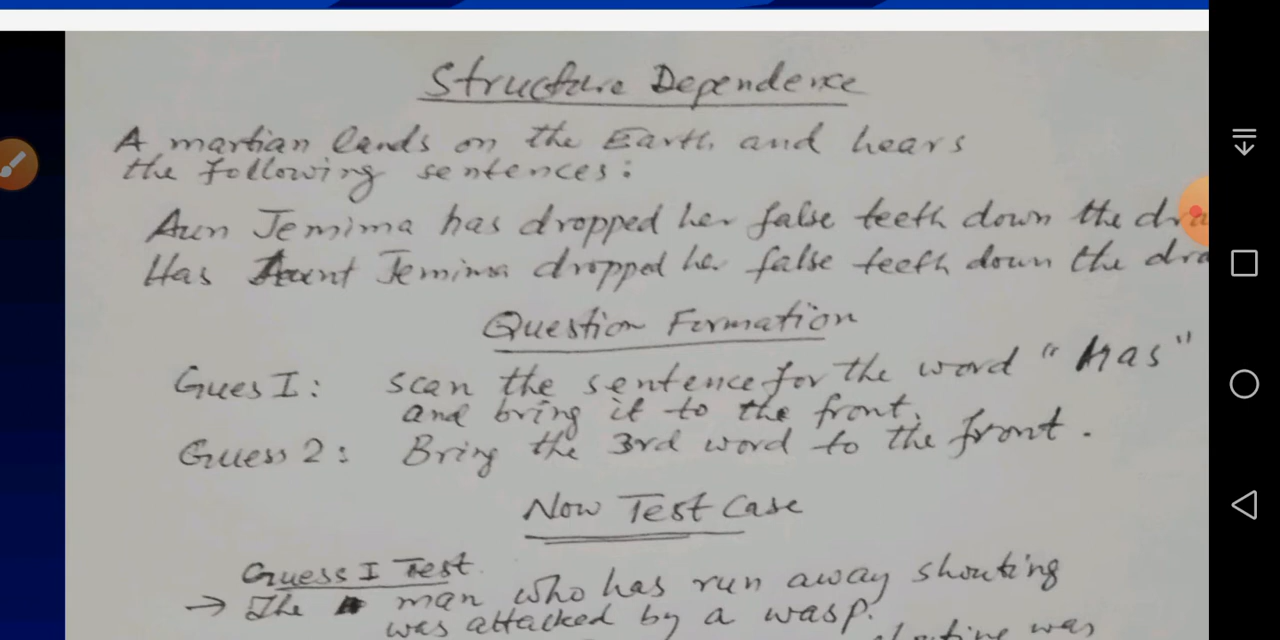 Structure Dependence
A martian lands on the Earth and hears
the following sentences:
Aun Jemima has dropped her false teeth down the dra
Has Aunt Jemima dropped her false teeth down the dra
Question Formation
Gues I: scan the sentence for the word "Has"
and bring it to the front.
Guess 2: Bring the 3rd word to the front.
Now Test Case
Guess I Test
→ The man who has run away shouting
was attacked by a wasp.
was